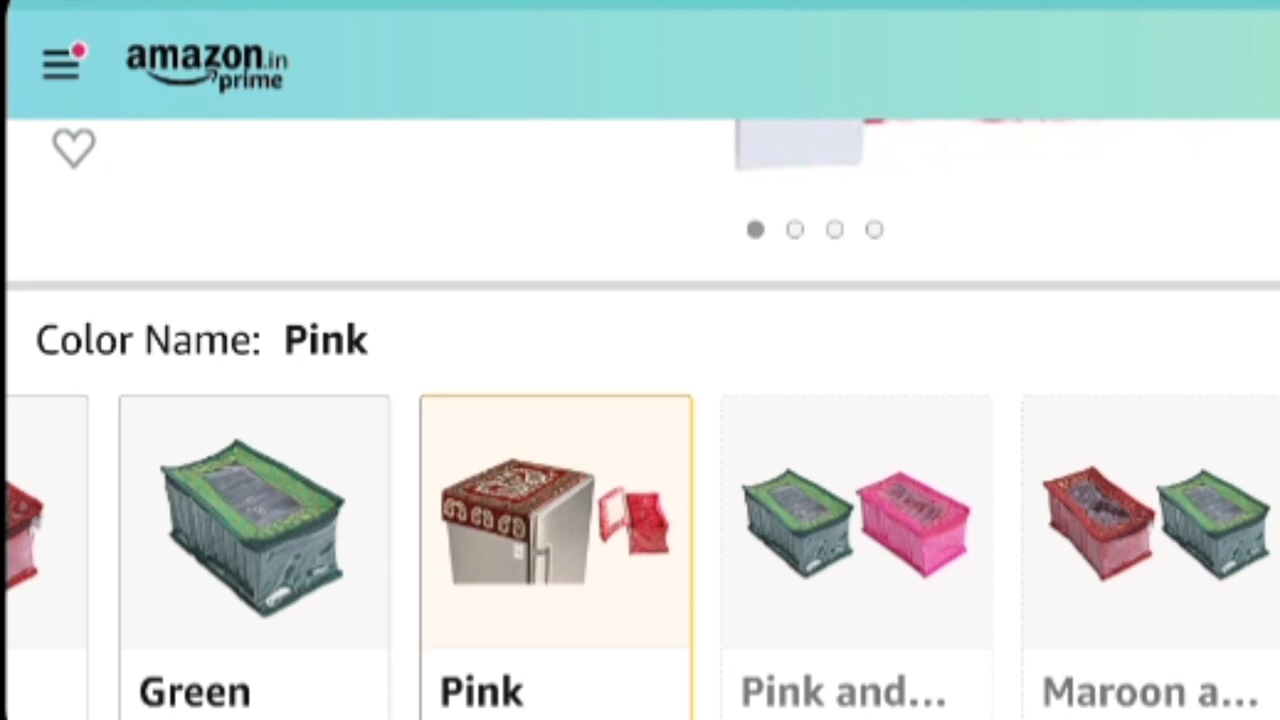 amazon.in
prime
Color Name: Pink
Green
Pink
Pink and...
Maroon a...